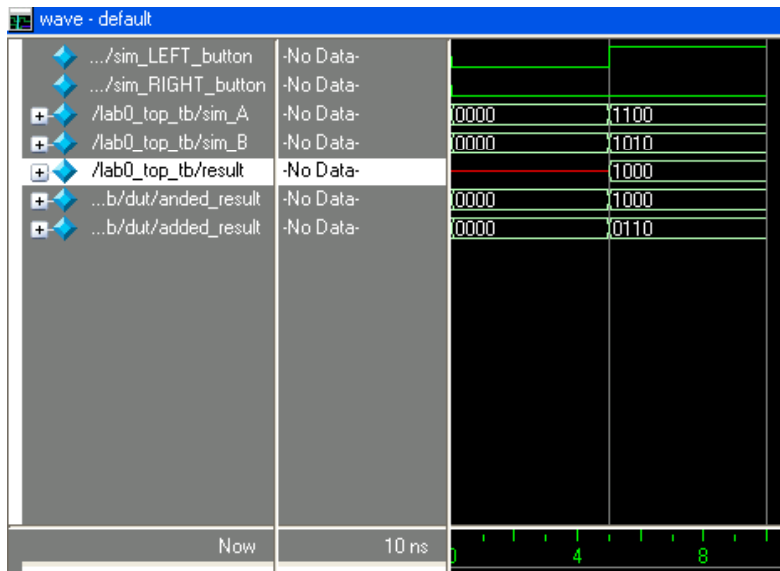 wave - default
.../sim_LEFT_button -No Data-
.../sim_RIGHT_button -No Data-
/lab0_top_tb/sim_A -No Data- 0000 1100
/lab0_top_tb/sim_B -No Data- 0000 1010
/lab0_top_tb/result -No Data- 1000
...b/dut/anded_result -No Data- 0000 1000
...b/dut/added_result -No Data- 0000 0110
Now 10 ns 0 4 8